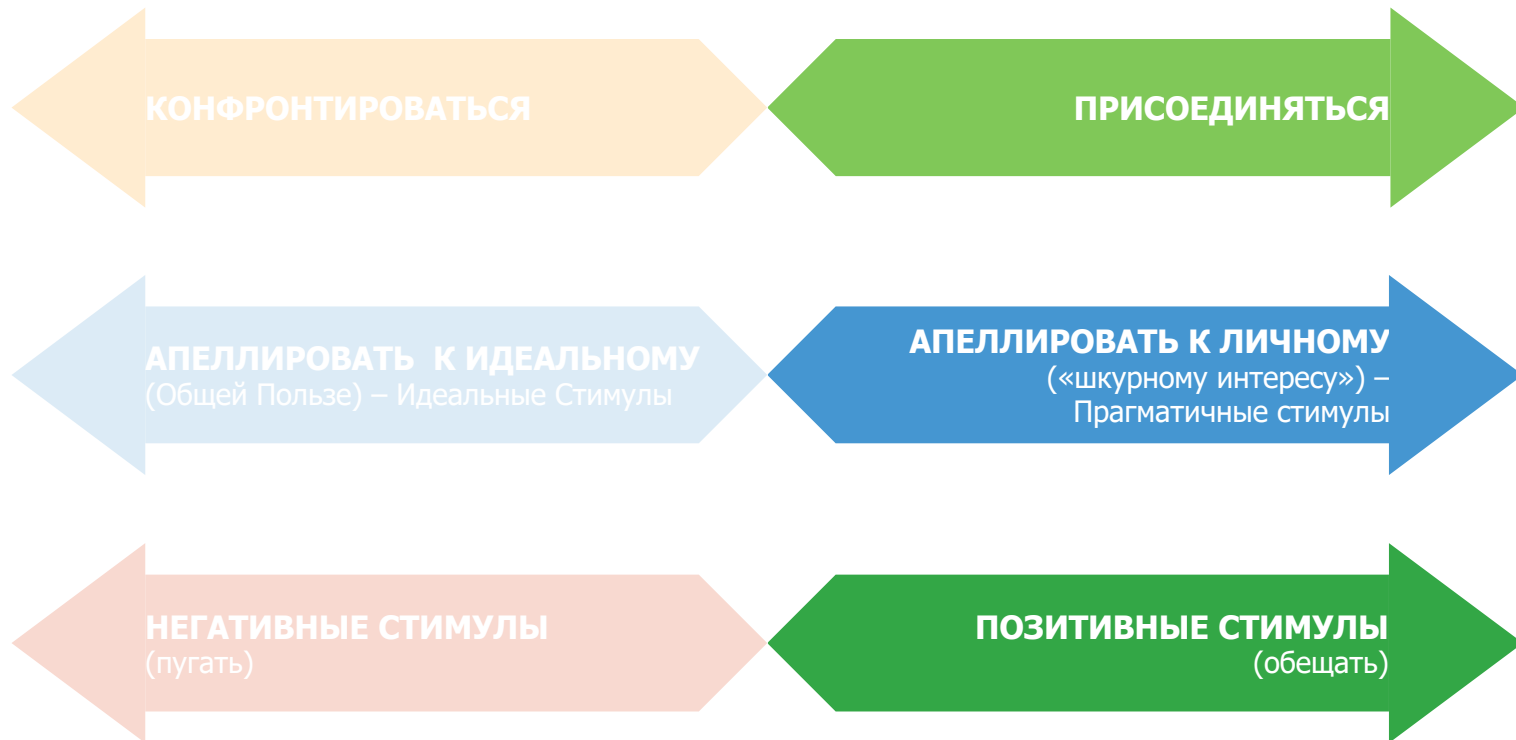 КОНФРОНТИРОВАТЬСЯ
ПРИСОЕДИНЯТЬСЯ
АПЕЛЛИРОВАТЬ К ИДЕАЛЬНОМУ
(Общей Пользе) – Идеальные Стимулы
АПЕЛЛИРОВАТЬ К ЛИЧНОМУ
(«шкурному интересу») –
Прагматичные стимулы
НЕГАТИВНЫЕ СТИМУЛЫ
(пугать)
ПОЗИТИВНЫЕ СТИМУЛЫ
(обещать)